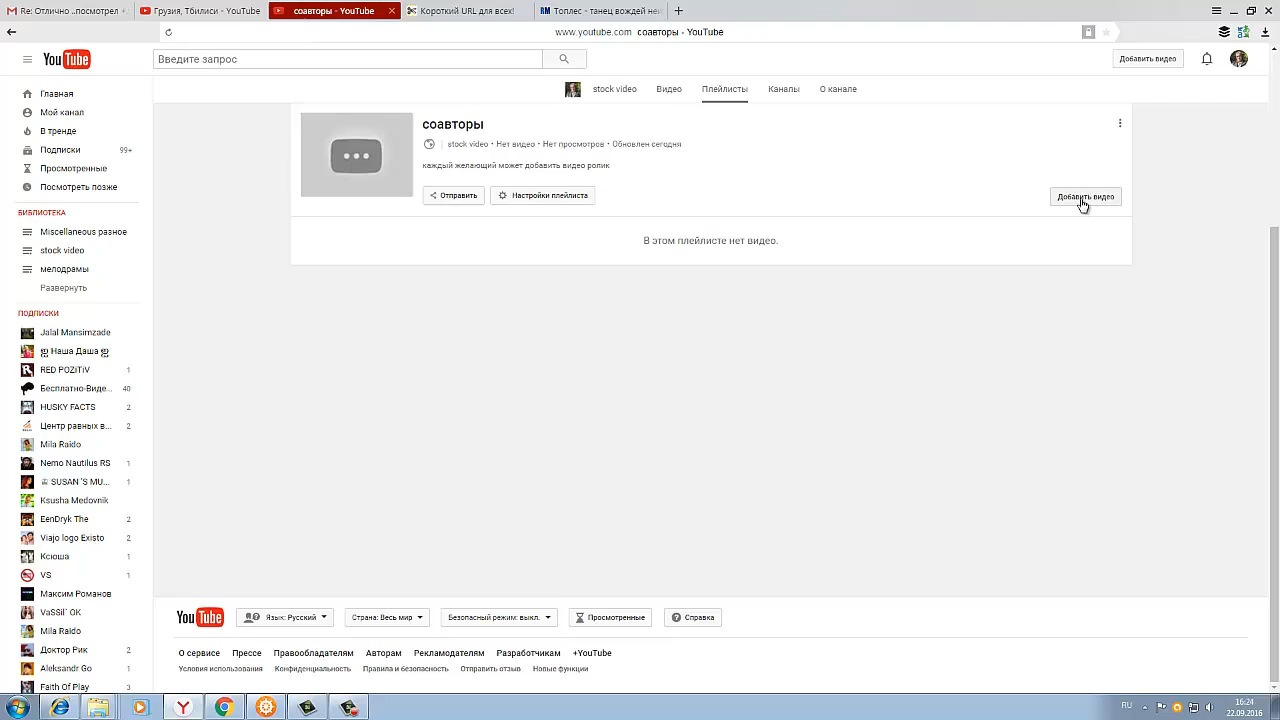 Re: Отлично ..посмотрел
Грузия, Тбилиси - YouTube
соавторы - YouTube
Короткий URL для всех!
Топлес - танец вождей
www.youtube.com соавторы - YouTube
YouTube
Введите запрос
Добавить видео
stock video
Видео
Плейлисты
Каналы
О канале
Главная
Мой канал
В тренде
Подписки 99+
Просмотренные
Посмотреть позже
БИБЛИОТЕКА
Miscellaneous разное
stock video
мелодрамы
Развернуть
ПОДПИСКИ
Jalal Mansimzade
ஐ Наша Даша ஐ
RED POZiTiV 1
Бесплатно-Виде... 40
HUSKY FACTS 2
Центр равных в... 2
Mila Raido
Nemo Nautilus RS 1
SUSAN 'S MU... 1
Ksusha Medovnik
EenDryk The 2
Viajo logo Existo 2
Ксюша 1
VS 1
Максим Романов
VaSSil` OK
Mila Raido
Доктор Рик 2
Aleksandr Go 1
Faith Of Play 3
соавторы
stock video • Нет видео • Нет просмотров • Обновлен сегодня
каждый желающий может добавить видео ролик
Отправить
Настройки плейлиста
Добавить видео
В этом плейлисте нет видео.
YouTube
Язык: Русский
Страна: Весь мир
Безопасный режим: выкл.
Просмотренные
Справка
О сервисе Прессе Правообладателям Авторам Рекламодателям Разработчикам +YouTube
Условия использования Конфиденциальность Правила и безопасность Отправить отзыв Новые функции
RU
16:24
22.09.2016